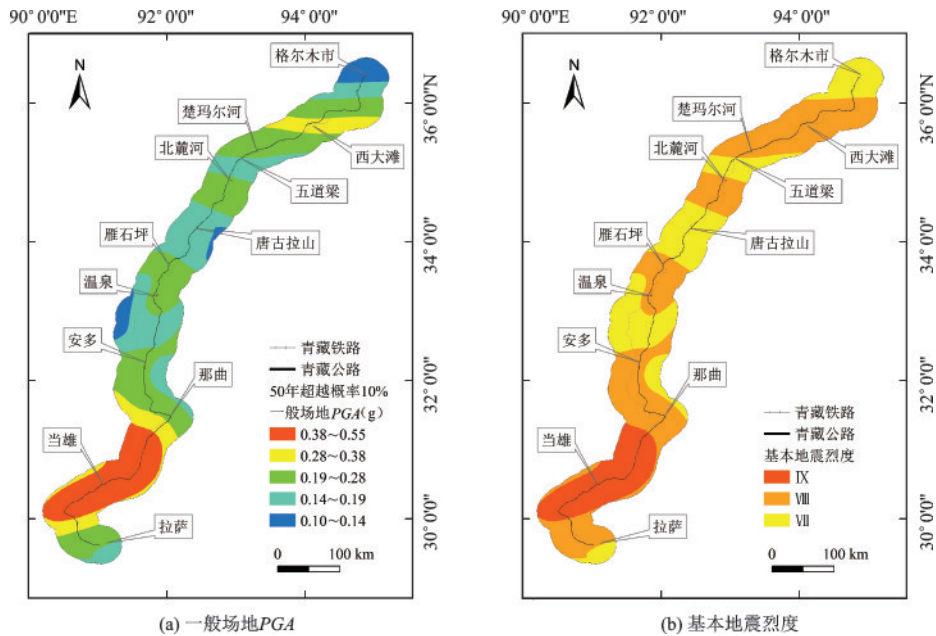 90° 0'0"E
92° 0'0"
94° 0'0"
90° 0'0"E
92° 0'0"
94° 0'0"
(a)
N
格尔木市
楚玛尔河
北麓河
西大滩
五道梁
雁石坪
唐古拉山
温泉
安多
那曲
当雄
拉萨
青藏铁路
青藏公路
50年超越概率10%
一般场地PGA(g)
0.38~0.55
0.28~0.38
0.19~0.28
0.14~0.19
0.10~0.14
0 100 km
36° 0'0"N
34° 0'0"
32° 0'0"
30° 0'0"
(a) 一般场地PGA
(b)
N
格尔木市
楚玛尔河
北麓河
西大滩
五道梁
雁石坪
唐古拉山
温泉
安多
那曲
当雄
拉萨
青藏铁路
青藏公路
基本地震烈度
Ⅸ
Ⅷ
Ⅶ
0 100 km
36° 0'0"N
34° 0'0"
32° 0'0"
30° 0'0"
(b) 基本地震烈度